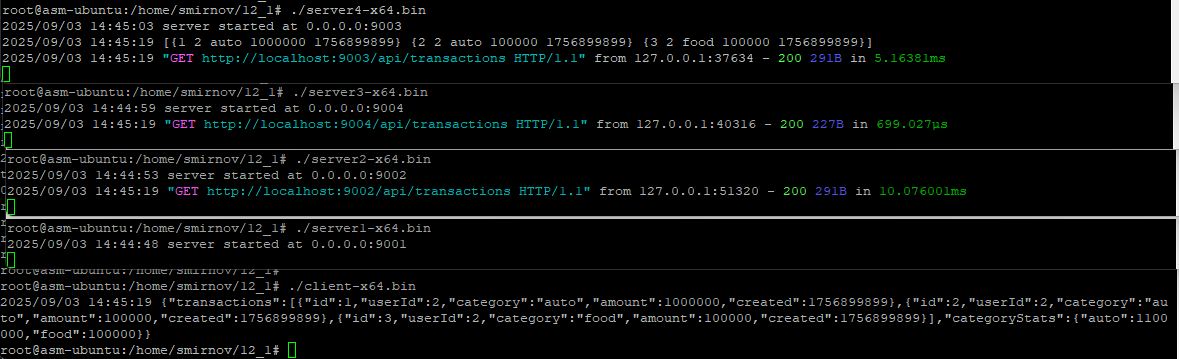 root@asm-ubuntu:/home/smirnov/12_1# ./server4-x64.bin
2025/09/03 14:45:03 server started at 0.0.0.0:9003
2025/09/03 14:45:19 [{1 2 auto 1000000 1756899899} {2 2 auto 100000 1756899899} {3 2 food 100000 1756899899}]
2025/09/03 14:45:19 "GET http://localhost:9003/api/transactions HTTP/1.1" from 127.0.0.1:37634 - 200 291B in 5.16381ms
root@asm-ubuntu:/home/smirnov/12_1# ./server3-x64.bin
2025/09/03 14:44:59 server started at 0.0.0.0:9004
2025/09/03 14:45:19 "GET http://localhost:9004/api/transactions HTTP/1.1" from 127.0.0.1:40316 - 200 227B in 699.027µs
root@asm-ubuntu:/home/smirnov/12_1# ./server2-x64.bin
2025/09/03 14:44:53 server started at 0.0.0.0:9002
2025/09/03 14:45:19 "GET http://localhost:9002/api/transactions HTTP/1.1" from 127.0.0.1:51320 - 200 291B in 10.076001ms
root@asm-ubuntu:/home/smirnov/12_1# ./server1-x64.bin
2025/09/03 14:44:48 server started at 0.0.0.0:9001
root@asm-ubuntu:/home/smirnov/12_1#
root@asm-ubuntu:/home/smirnov/12_1# ./client-x64.bin
2025/09/03 14:45:19 {"transactions":[{"id":1,"userId":2,"category":"auto","amount":1000000,"created":1756899899},{"id":2,"userId":2,"category":"au
to","amount":100000,"created":1756899899},{"id":3,"userId":2,"category":"food","amount":100000,"created":1756899899}],"categoryStats":{"auto":1100
000,"food":100000}}
root@asm-ubuntu:/home/smirnov/12_1#